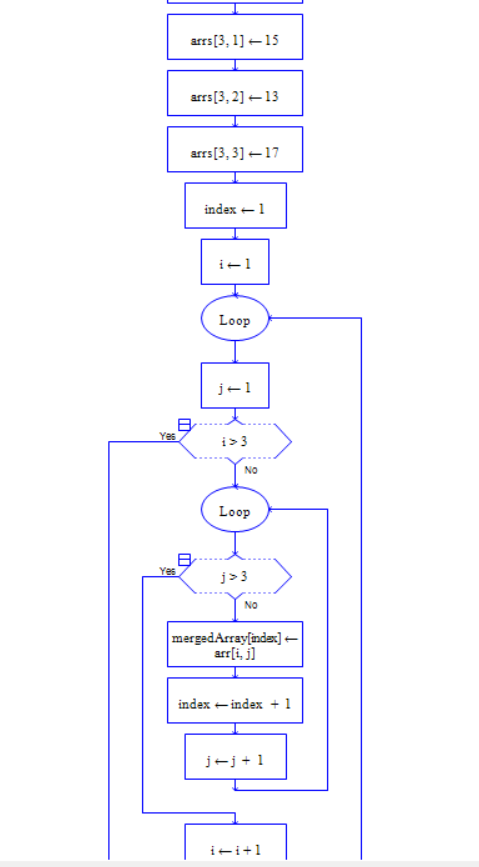 arrs[3, 1] ← 15
arrs[3, 2] ← 13
arrs[3, 3] ← 17
index ← 1
i ← 1
Loop
j ← 1
Yes
i > 3
No
Loop
Yes
j > 3
No
mergedArray[index] ←
arr[i, j]
index ← index + 1
j ← j + 1
i ← i + 1